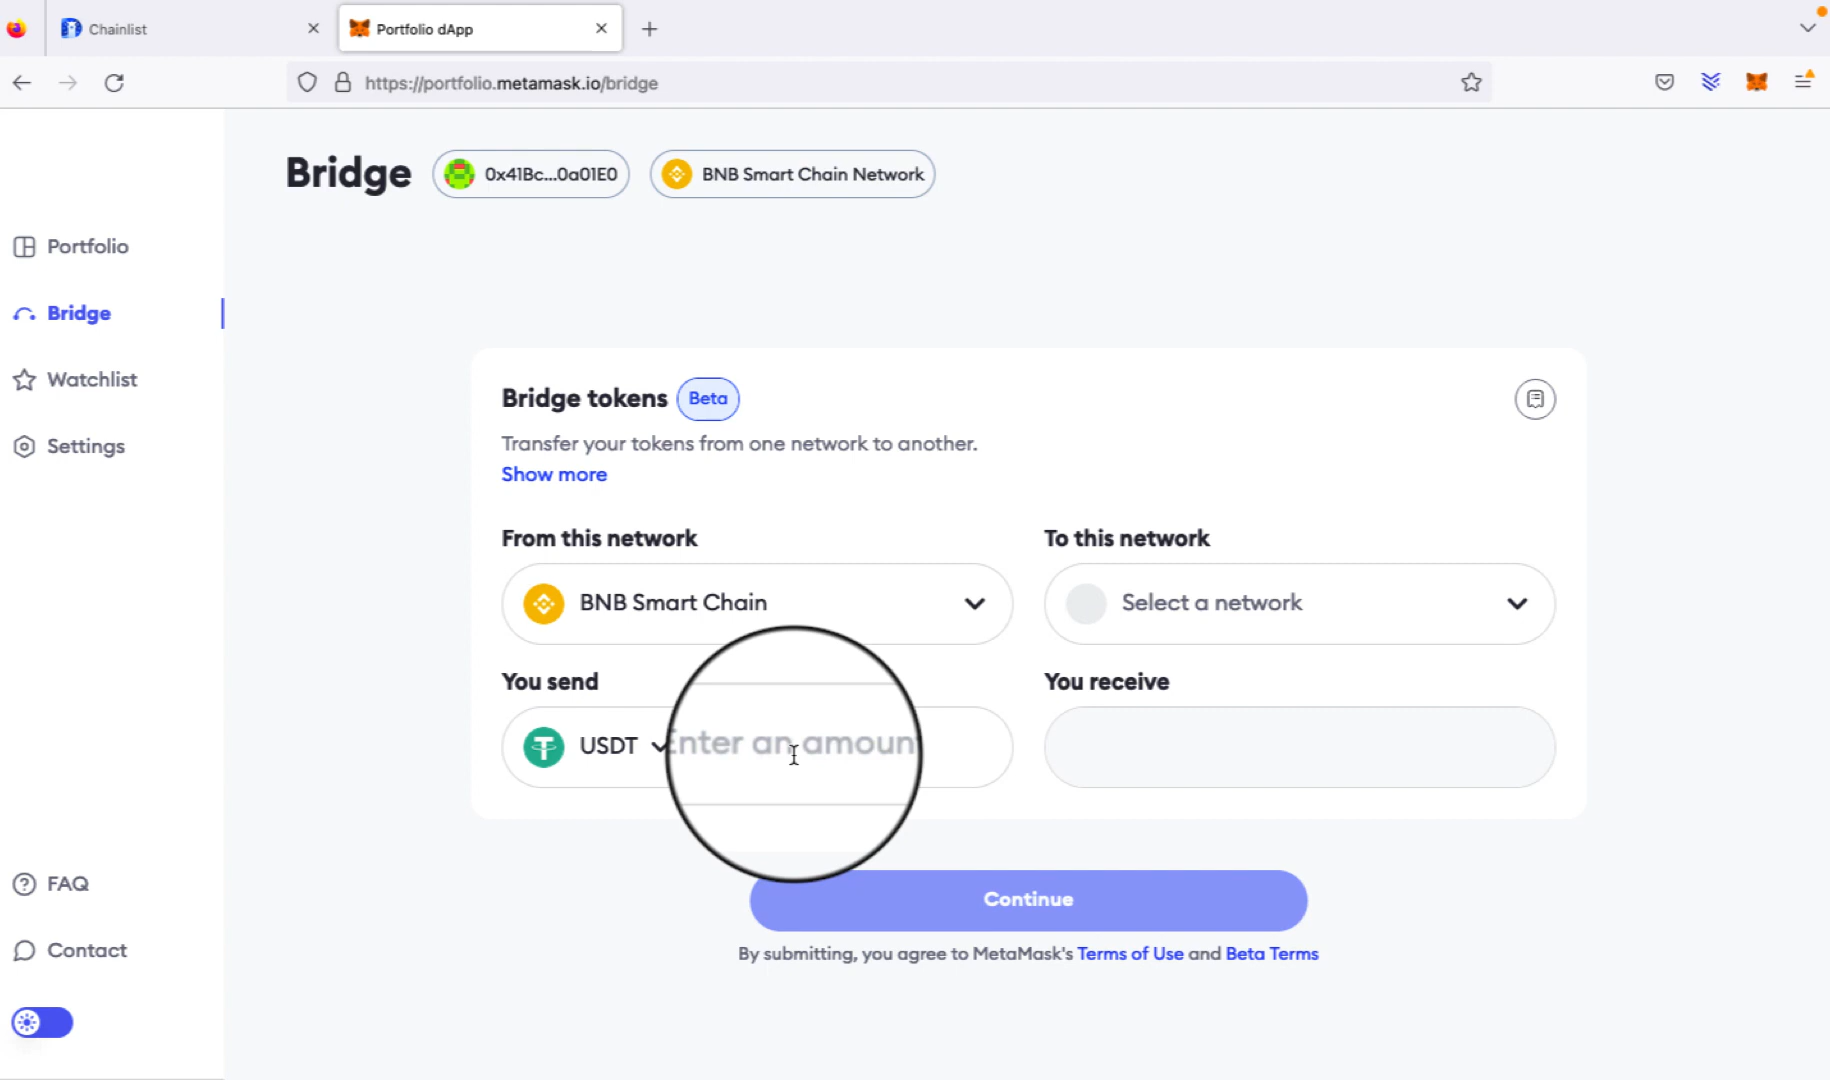 Chainlist
Portfolio dApp
https://portfolio.metamask.io/bridge
Bridge
0x41Bc...0a01E0
BNB Smart Chain Network
Portfolio
Bridge
Watchlist
Settings
Bridge tokens
Beta
Transfer your tokens from one network to another.
Show more
From this network
To this network
BNB Smart Chain
Select a network
You send
You receive
USDT
Enter an amount
Continue
By submitting, you agree to MetaMask's Terms of Use and Beta Terms
FAQ
Contact